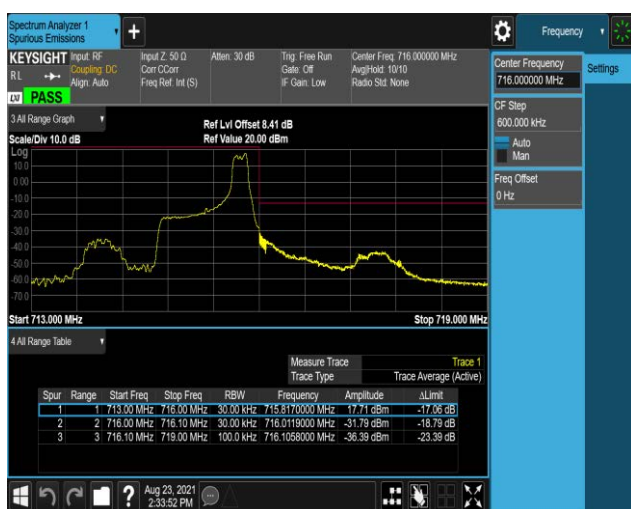 Spectrum Analyzer 1
Spurious Emissions
Frequency
KEYSIGHT
Input: RF
Input Z: 50 Ω
Atten: 30 dB
Trig: Free Run
Center Freq: 716.000000 MHz
RL
Coupling: DC
Corr CCorr
Gate: Off
Avg|Hold: 10/10
Align: Auto
Freq Ref: Int (S)
IF Gain: Low
Radio Std: None
LXI
PASS
Center Frequency
716.000000 MHz
Settings
CF Step
600.000 kHz
Auto
Man
Freq Offset
0 Hz
3 All Range Graph
Ref Lvl Offset 8.41 dB
Scale/Div 10.0 dB
Ref Value 20.00 dBm
Log
10.0
0.00
-10.0
-20.0
-30.0
-40.0
-50.0
-60.0
-70.0
Start 713.000 MHz
Stop 719.000 MHz
4 All Range Table
Measure Trace Trace 1
Trace Type Trace Average (Active)
Spur Range Start Freq Stop Freq RBW Frequency Amplitude ΔLimit
1 1 713.00 MHz 716.00 MHz 30.00 kHz 715.8170000 MHz 17.71 dBm -17.06 dB
2 2 716.00 MHz 716.10 MHz 30.00 kHz 716.0119000 MHz -31.79 dBm -18.79 dB
3 3 716.10 MHz 719.00 MHz 100.0 kHz 716.1058000 MHz -36.39 dBm -23.39 dB
Aug 23, 2021
2:33:52 PM